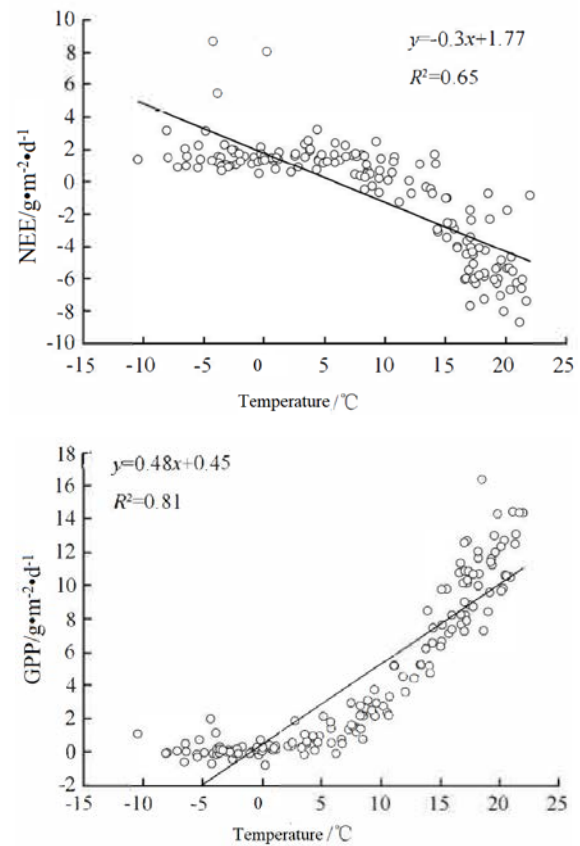 10
8
6
4
2
0
-2
-4
-6
-8
-10
NEE/g•m⁻²•d⁻¹
y=-0.3x+1.77
R²=0.65
-15 -10 -5 0 5 10 15 20 25
Temperature/℃
18
16
14
12
10
8
6
4
2
0
-2
GPP/g•m⁻²•d⁻¹
y=0.48x+0.45
R²=0.81
-15 -10 -5 0 5 10 15 20 25
Temperature/℃